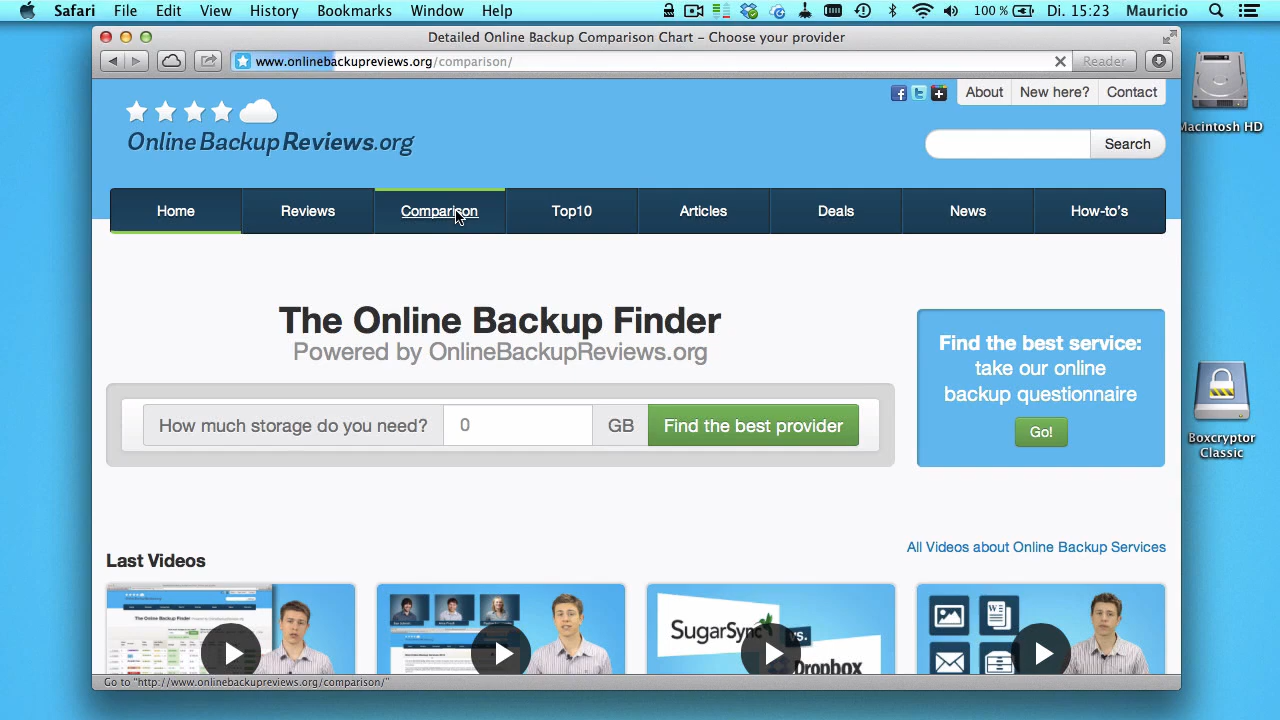 Safari File Edit View History Bookmarks Window Help 100 % Di. 15:23 Mauricio
Detailed Online Backup Comparison Chart – Choose your provider
www.onlinebackupreviews.org/comparison/ Reader
About New here? Contact
Macintosh HD
OnlineBackupReviews.org
Search
Home Reviews Comparison Top10 Articles Deals News How-to's
The Online Backup Finder
Powered by OnlineBackupReviews.org
How much storage do you need? 0 GB Find the best provider
Find the best service:
take our online
backup questionnaire
Go!
Boxcryptor
Classic
All Videos about Online Backup Services
Last Videos
SugarSync
vs.
Dropbox
Go to "http://www.onlinebackupreviews.org/comparison/"